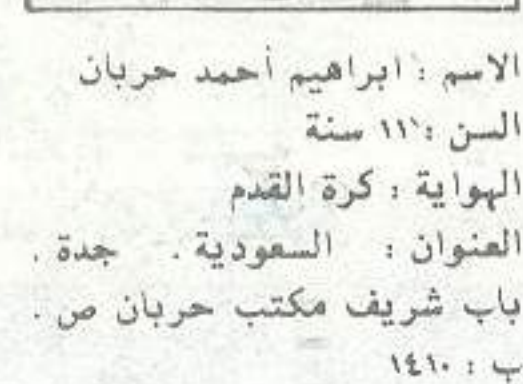 الاسم : ابراهيم أحمد حربان
السن : ١١ سنة
الهواية : كرة القدم
العنوان : السعودية . جدة .
باب شريف مكتب حربان ص .
ب : ١٤١٠